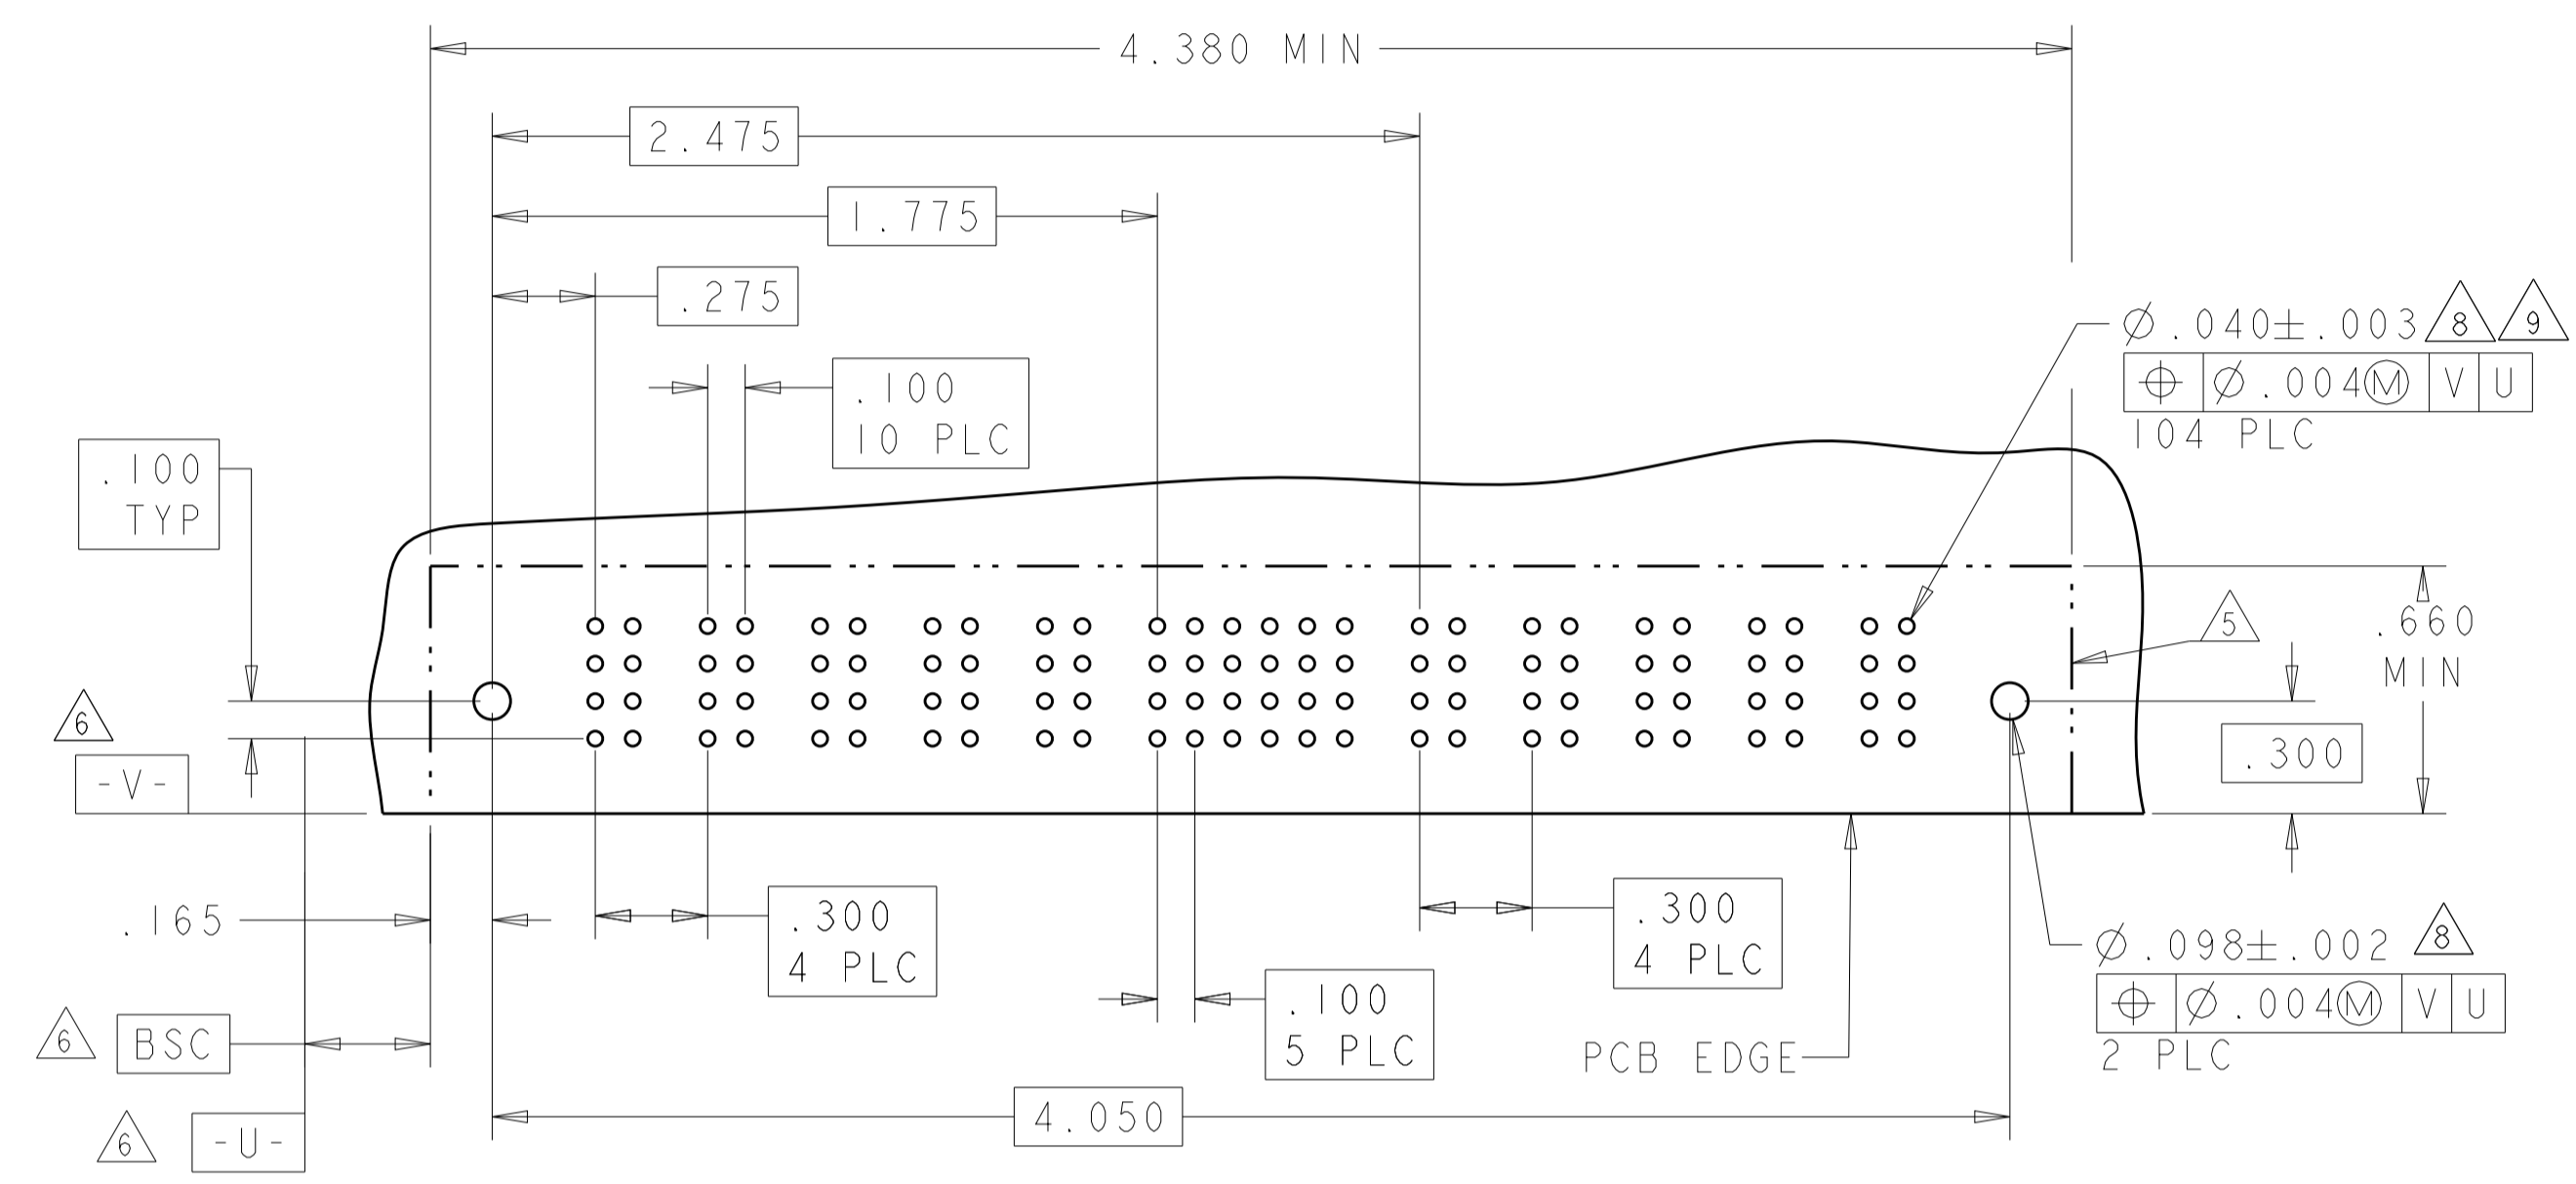 4.380 MIN
2.475
1.775
.275
.100
10 PLC
Ø.040±.003 8 9
⌖ Ø.004Ⓜ V U
104 PLC
.100
TYP
6
-V-
5
.660
MIN
.300
.165
.300
4 PLC
.300
4 PLC
Ø.098±.002 8
⌖ Ø.004Ⓜ V U
2 PLC
.100
5 PLC
6 BSC
PCB EDGE
4.050
6 -U-